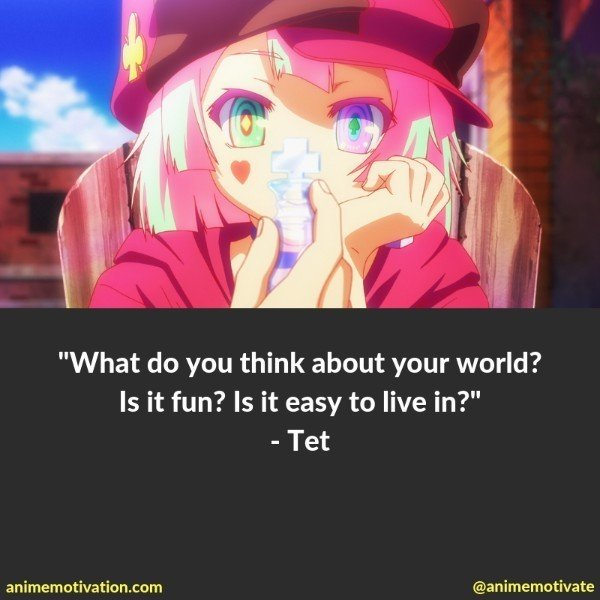 "What do you think about your world?
Is it fun? Is it easy to live in?"
- Tet
animemotivation.com
@animemotivate